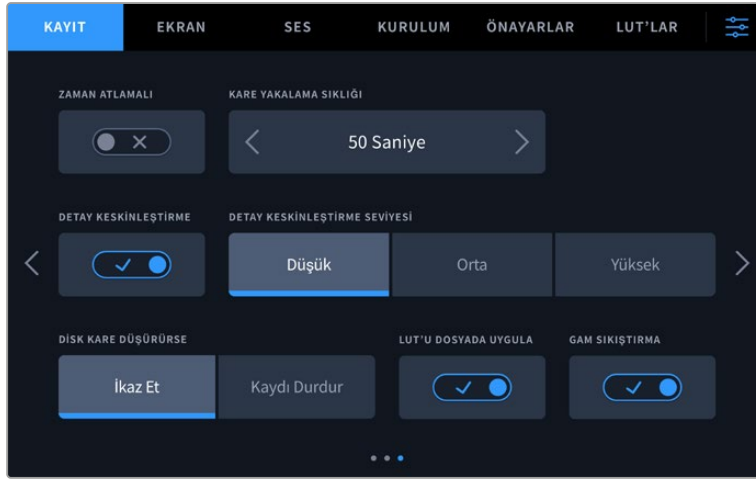 KAYIT EKRAN SES KURULUM ÖNAYARLAR LUT’LAR
ZAMAN ATLAMALI KARE YAKALAMA SIKLIĞI
50 Saniye
DETAY KESKİNLEŞTİRME DETAY KESKİNLEŞTİRME SEVİYESİ
Düşük Orta Yüksek
DİSK KARE DÜŞÜRÜRSE LUT’U DOSYADA UYGULA GAM SIKIŞTIRMA
İkaz Et Kaydı Durdur